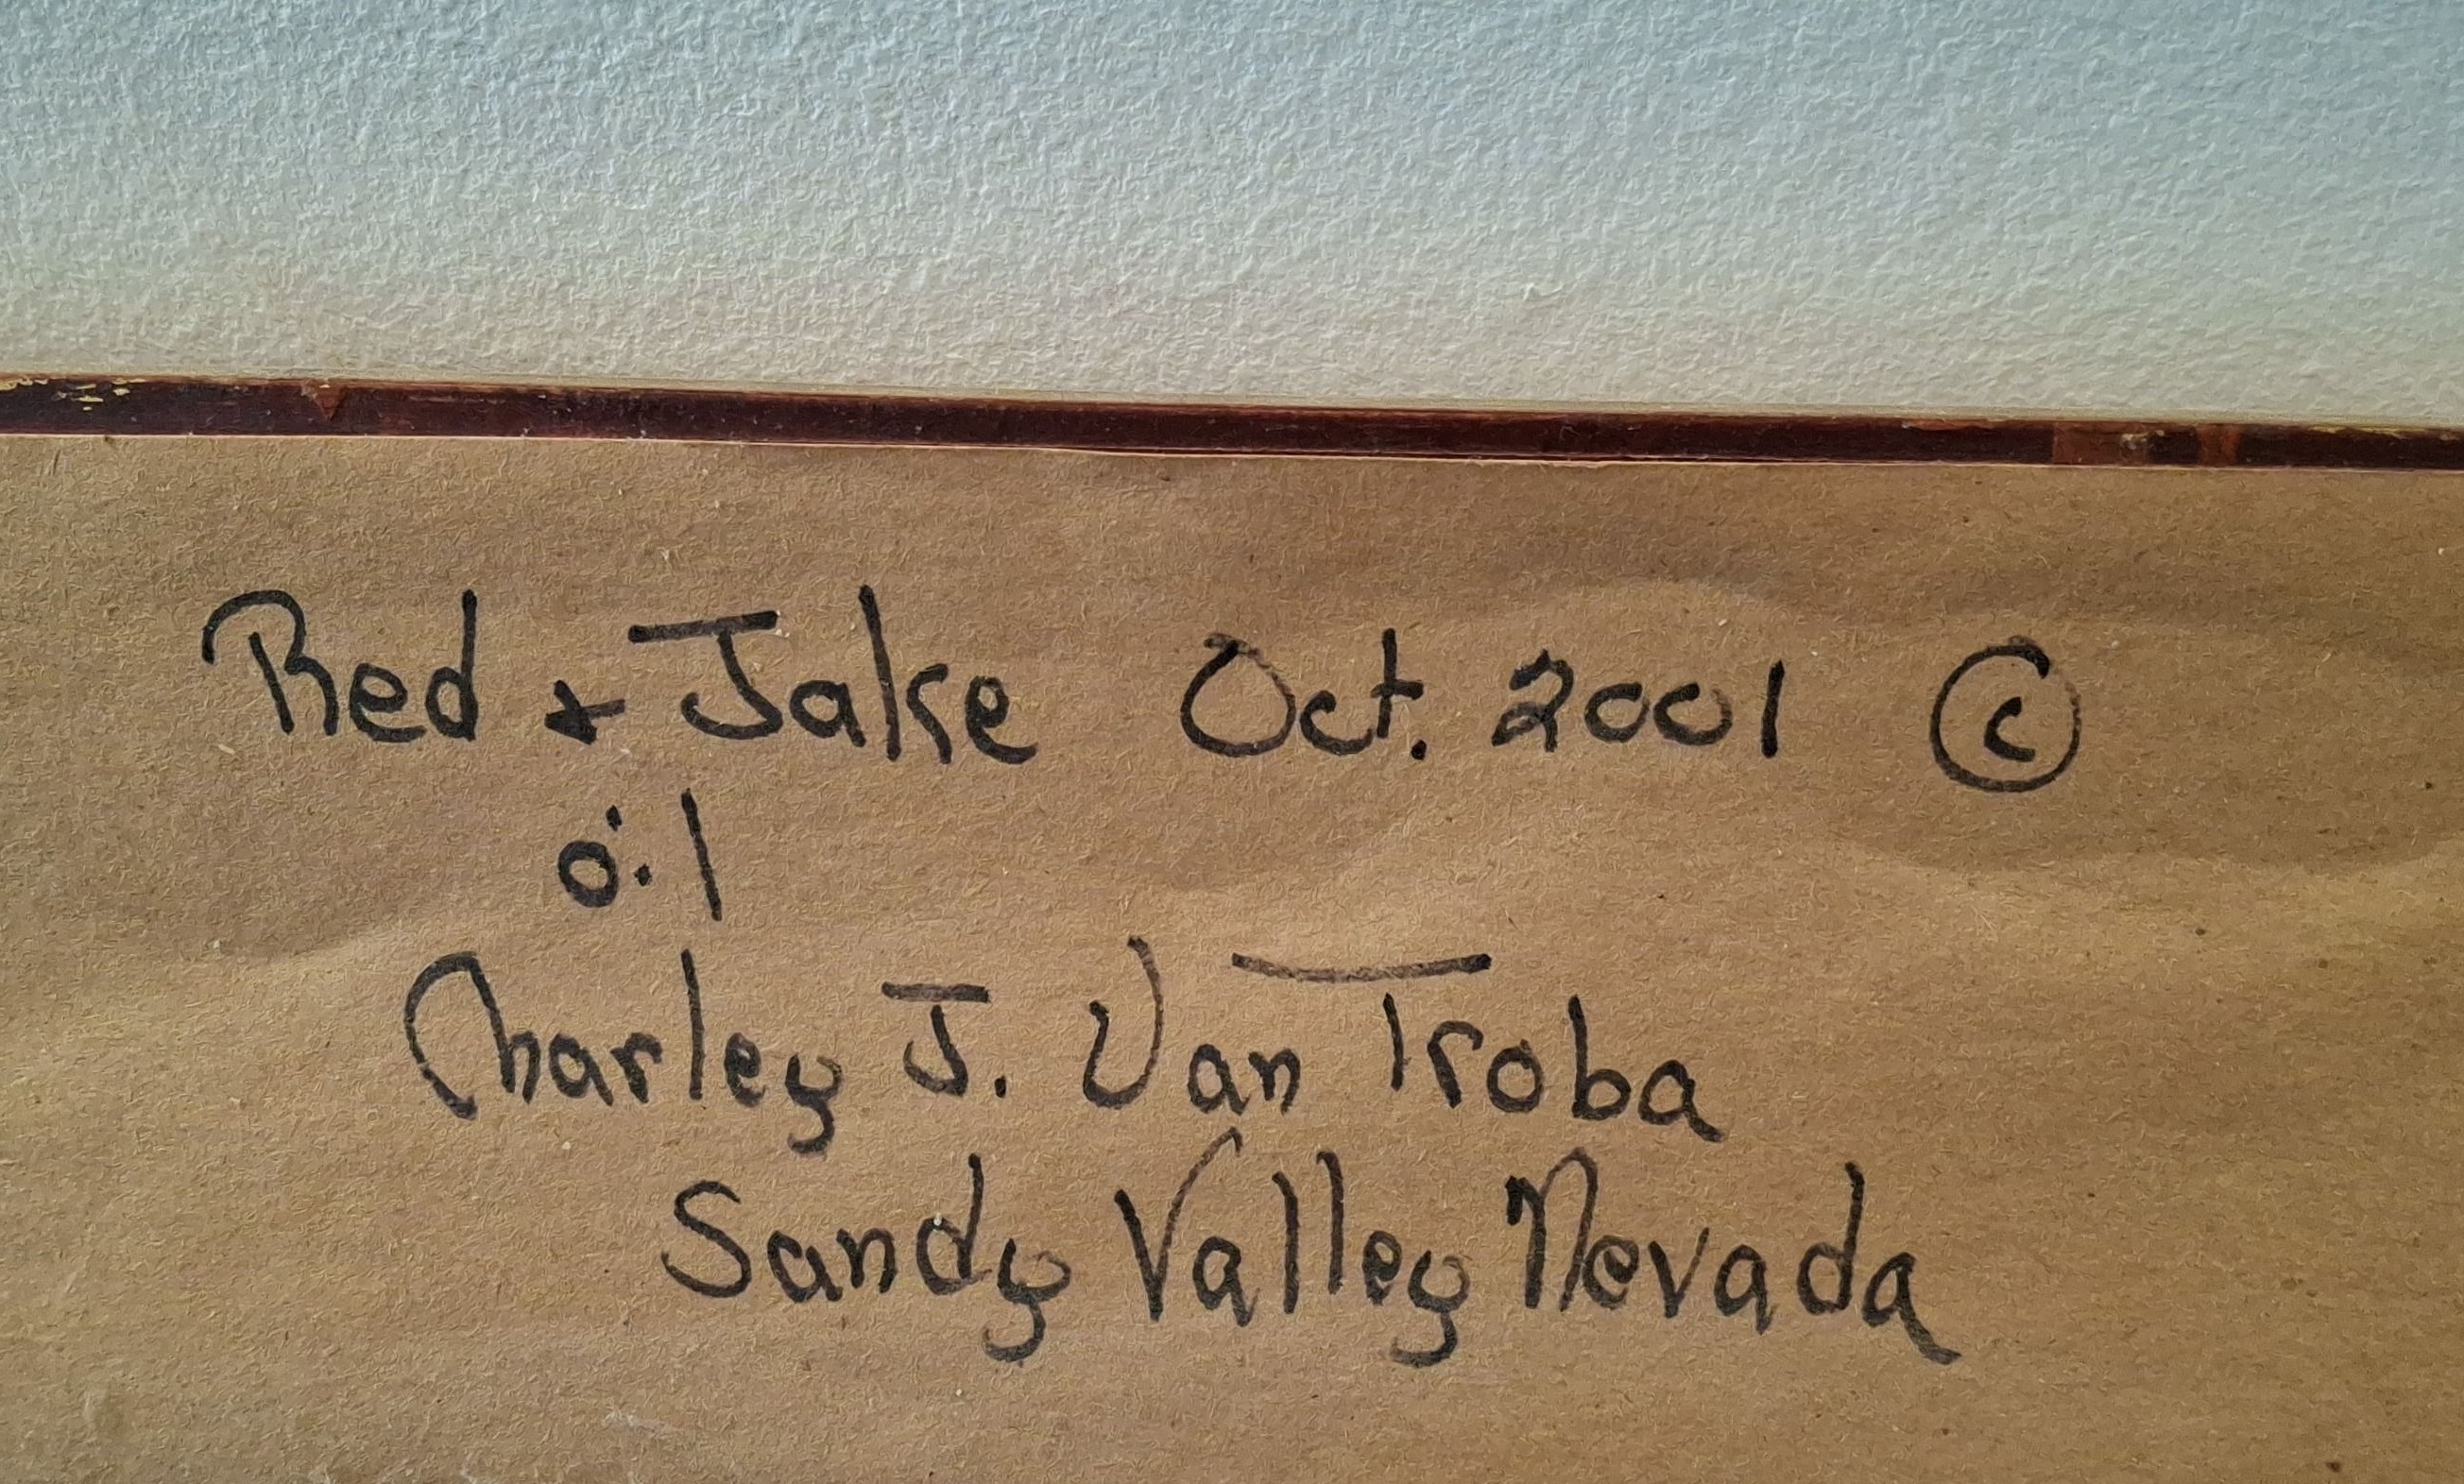 Red + Jake Oct. 2001 ©
oil
Charley J. Van Troba
Sandy Valley Nevada